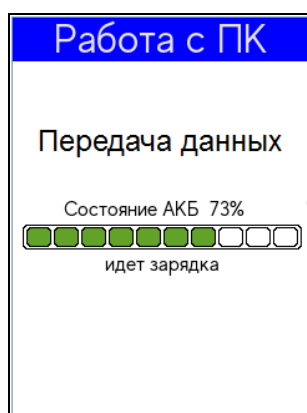 Работа с ПК
Передача данных
Состояние АКБ 73%
идет зарядка